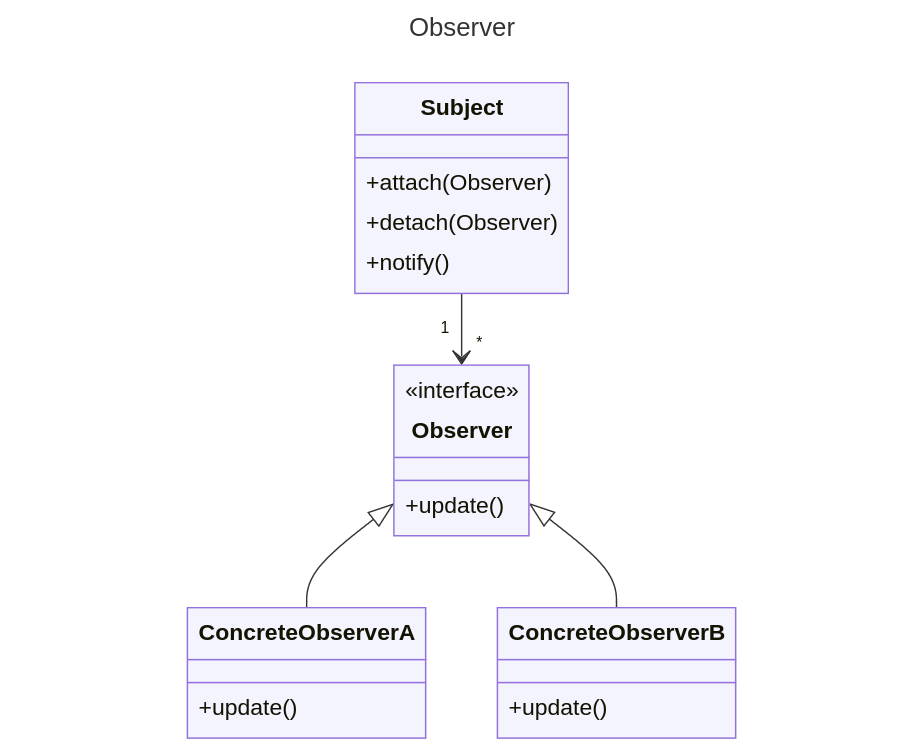 Observer
Subject
+attach(Observer)
+detach(Observer)
+notify()
1
*
«interface»
Observer
+update()
ConcreteObserverA
+update()
ConcreteObserverB
+update()